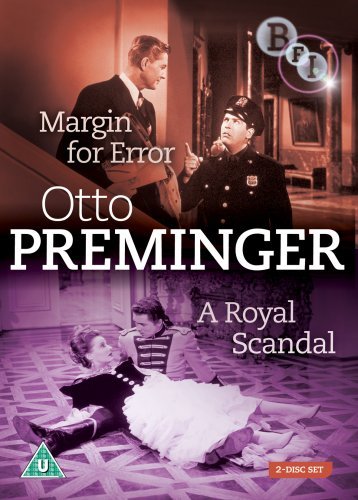 BFI
Margin
for Error
Otto
PREMINGER
A Royal
Scandal
U
2-DISC SET